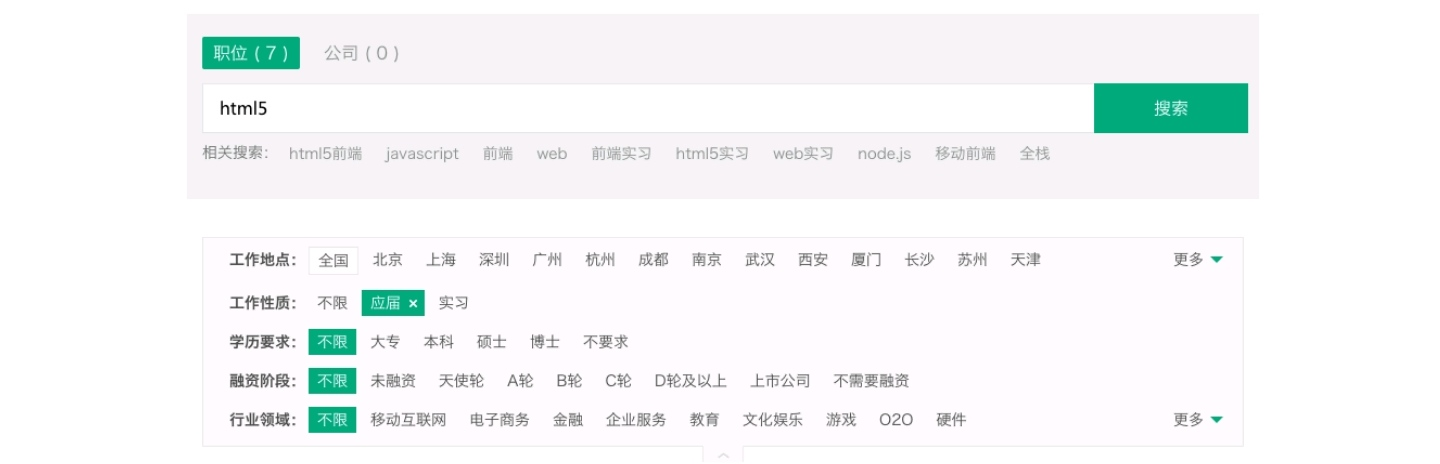 职位 ( 7 ) 公司 ( 0 )
html5 搜索
相关搜索： html5前端 javascript 前端 web 前端实习 html5实习 web实习 node.js 移动前端 全栈
工作地点： 全国 北京 上海 深圳 广州 杭州 成都 南京 武汉 西安 厦门 长沙 苏州 天津 更多
工作性质： 不限 应届 × 实习
学历要求： 不限 大专 本科 硕士 博士 不要求
融资阶段： 不限 未融资 天使轮 A轮 B轮 C轮 D轮及以上 上市公司 不需要融资
行业领域： 不限 移动互联网 电子商务 金融 企业服务 教育 文化娱乐 游戏 O2O 硬件 更多